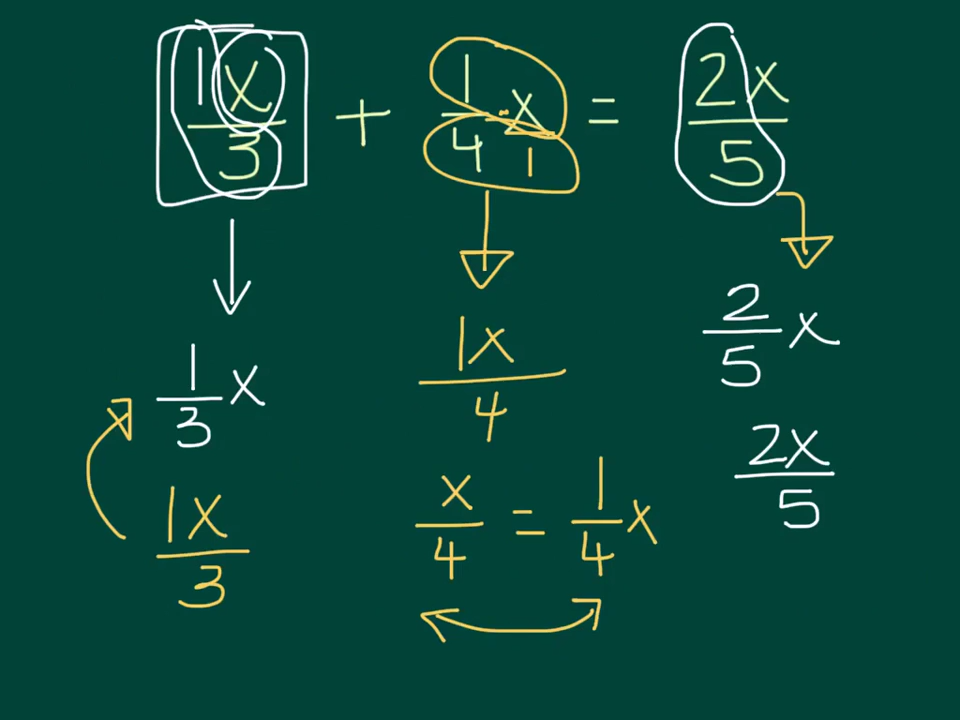 1x/3 + 1/4 · x/1 = 2x/5
1/3 x
1x/4
2/5 x
1x/3
x/4 = 1/4 x
2x/5